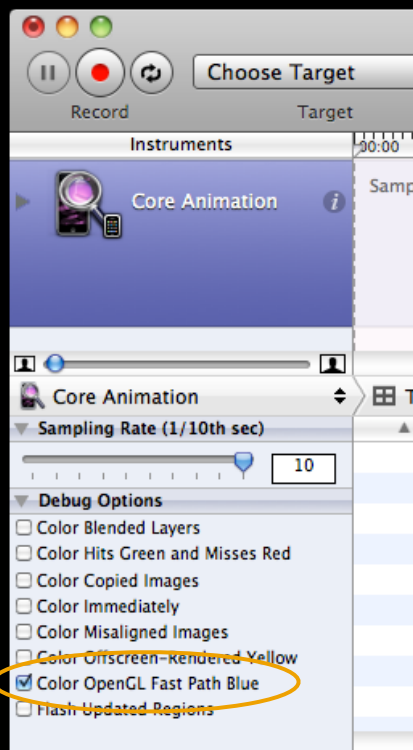 Choose Target
Record
Target
Instruments
00:00
Core Animation
Samp
Core Animation
T
Sampling Rate (1/10th sec)
10
Debug Options
Color Blended Layers
Color Hits Green and Misses Red
Color Copied Images
Color Immediately
Color Misaligned Images
Color Offscreen-Rendered Yellow
Color OpenGL Fast Path Blue
Flash Updated Regions